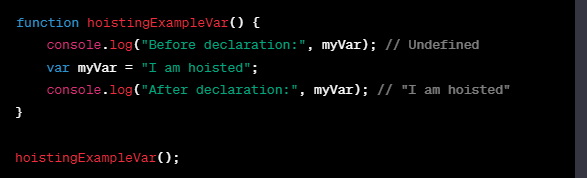 function hoistingExampleVar() {
    console.log("Before declaration:", myVar); // Undefined
    var myVar = "I am hoisted";
    console.log("After declaration:", myVar); // "I am hoisted"
}
hoistingExampleVar();